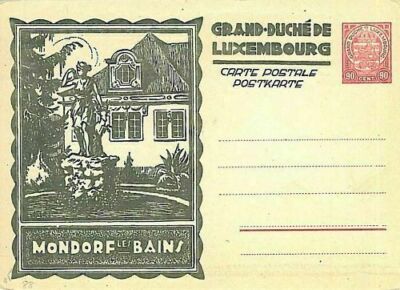 GRAND-DUCHÉ DE
LUXEMBOURG
CARTE POSTALE
POSTKARTE
90 CENT. 90
MONDORF LES BAINS